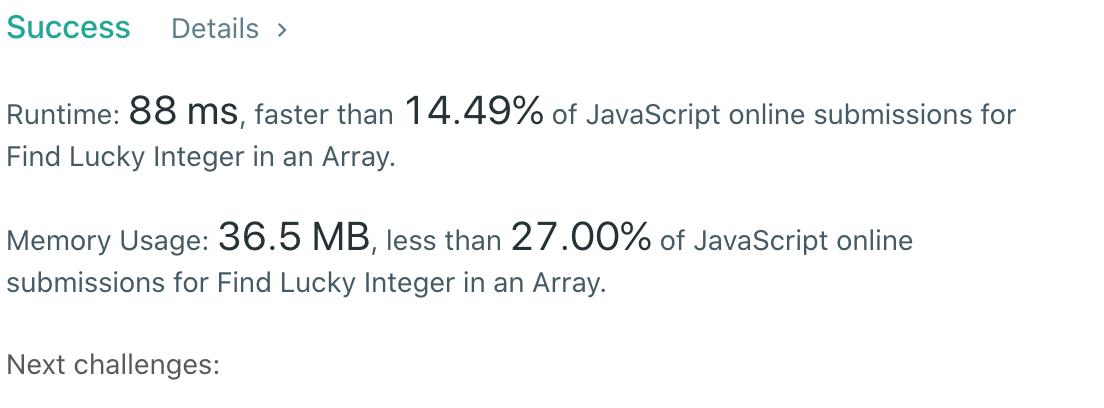 Success Details >
Runtime: 88 ms, faster than 14.49% of JavaScript online submissions for
Find Lucky Integer in an Array.
Memory Usage: 36.5 MB, less than 27.00% of JavaScript online
submissions for Find Lucky Integer in an Array.
Next challenges: